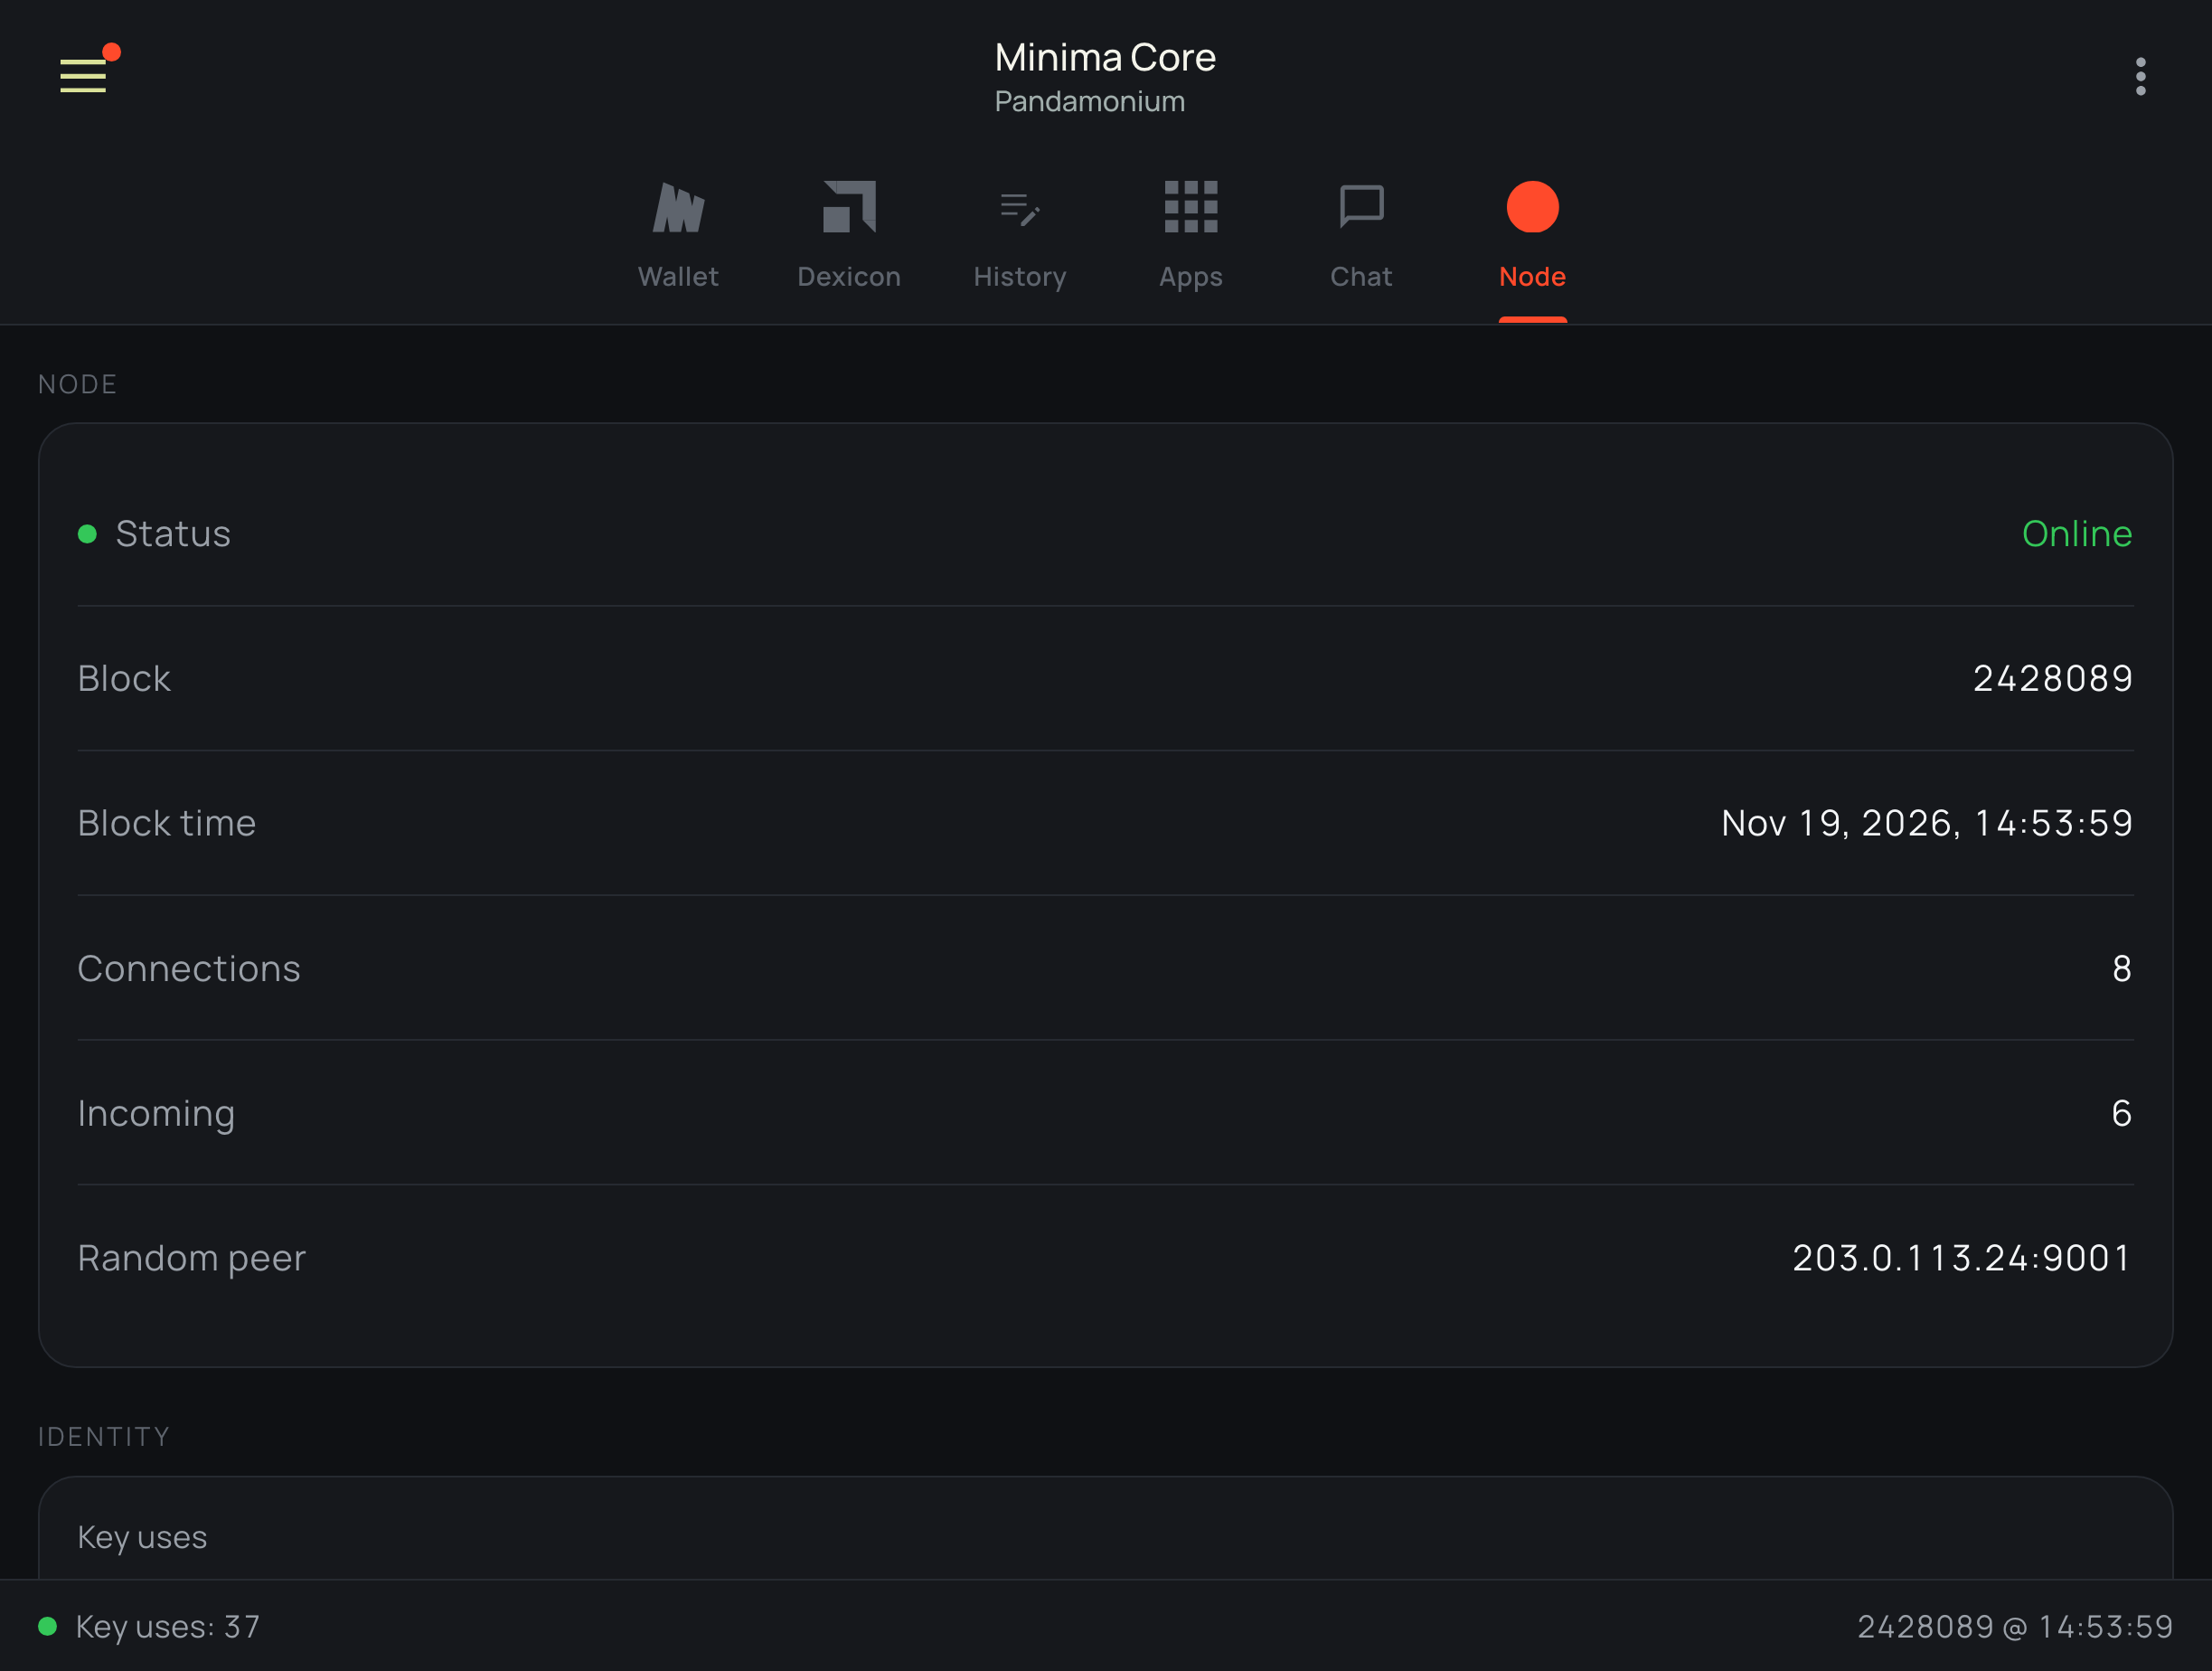 Minima Core
Pandamonium
Wallet
Dexicon
History
Apps
Chat
Node
NODE
Status
Online
Block
2428089
Block time
Nov 19, 2026, 14:53:59
Connections
8
Incoming
6
Random peer
203.0.113.24:9001
IDENTITY
Key uses
Key uses: 37
2428089 @ 14:53:59